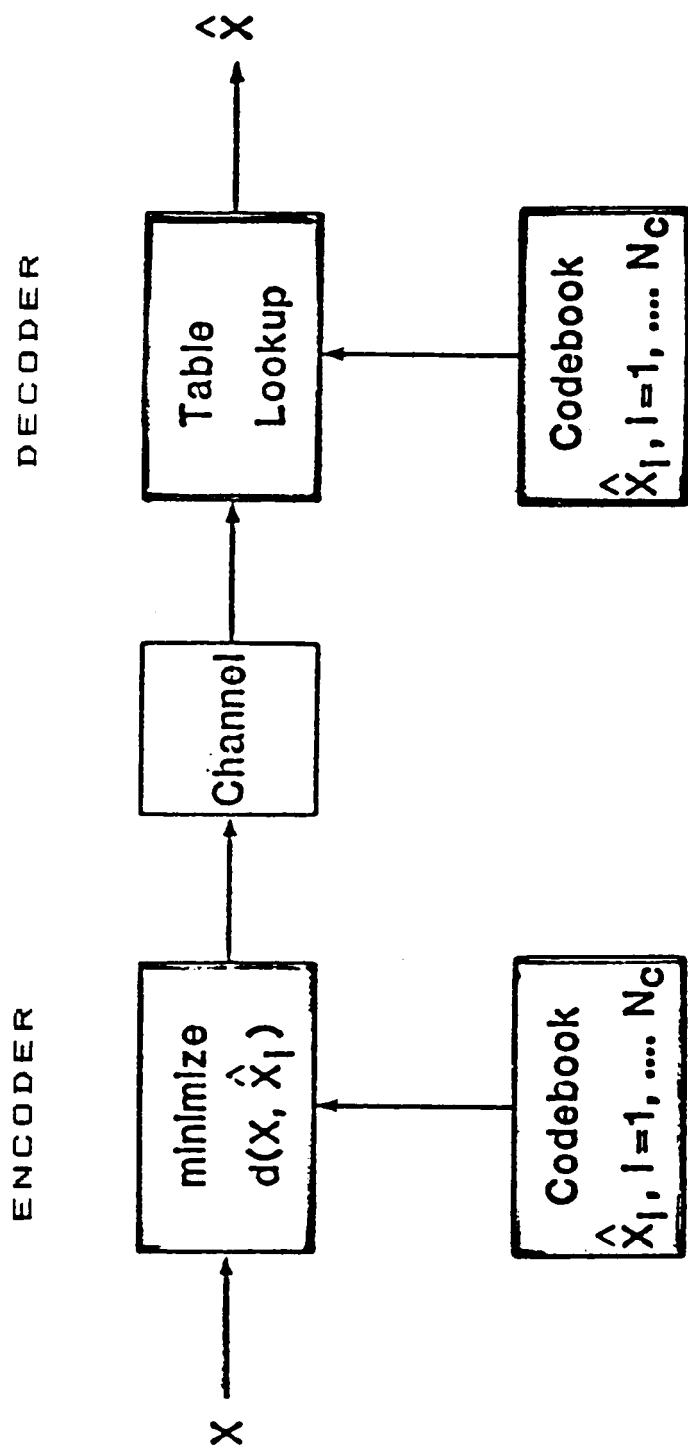 ENCODER
DECODER
X
minimize
d(X, X̂i)
Channel
Table
Lookup
X̂
Codebook
X̂i, i=1, .... Nc
Codebook
X̂i, i=1, .... Nc